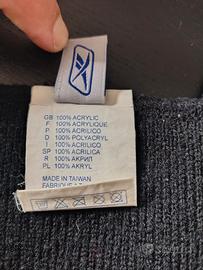 GB 100% ACRYLIC
F 100% ACRYLIQUE
P 100% ACRILICO
D 100% POLYACRYL
I 100% ACRILICO
SP 100% ACRILICA
R 100% АКРИЛ
PL 100% AKRYL
MADE IN TAIWAN
FABRIQUE A T